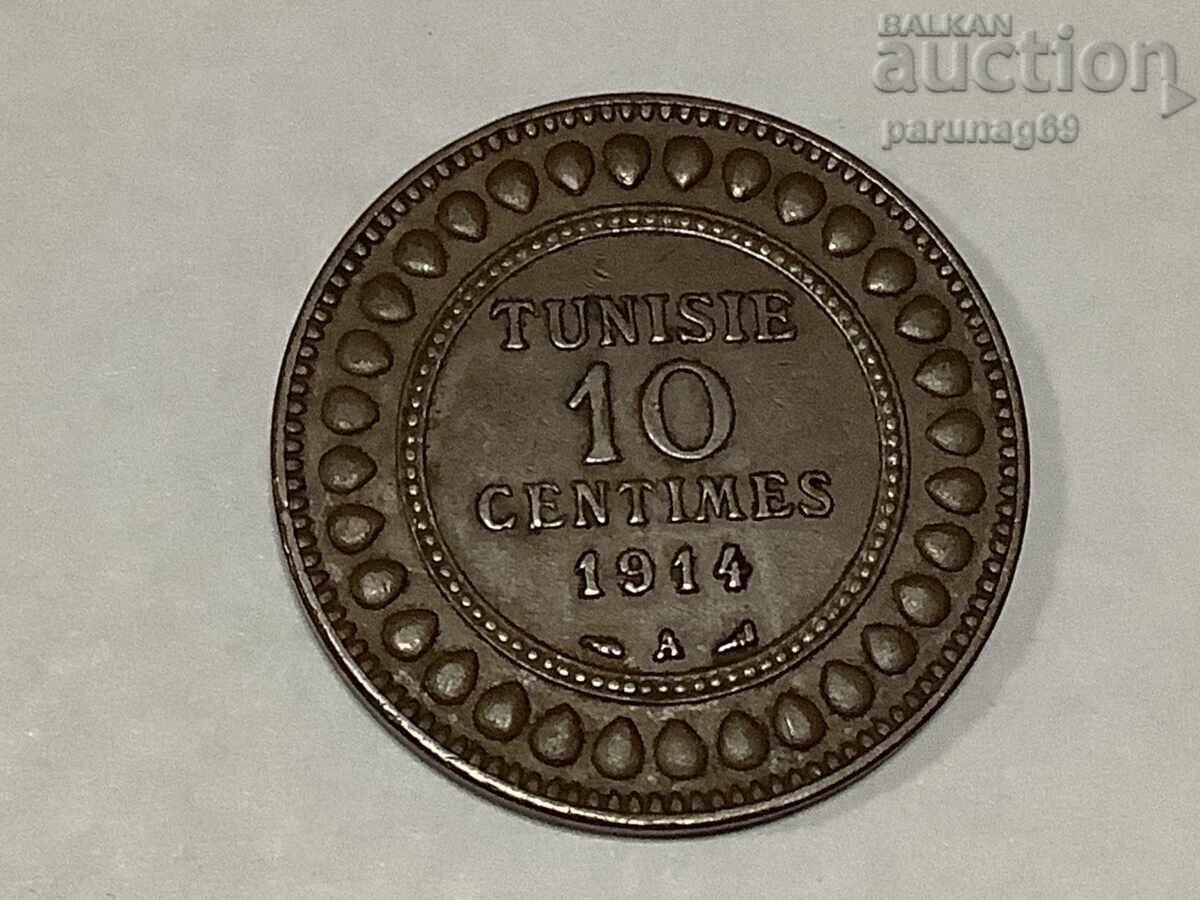 BALKAN
auction
parunag69
TUNISIE
10
CENTIMES
1914
A